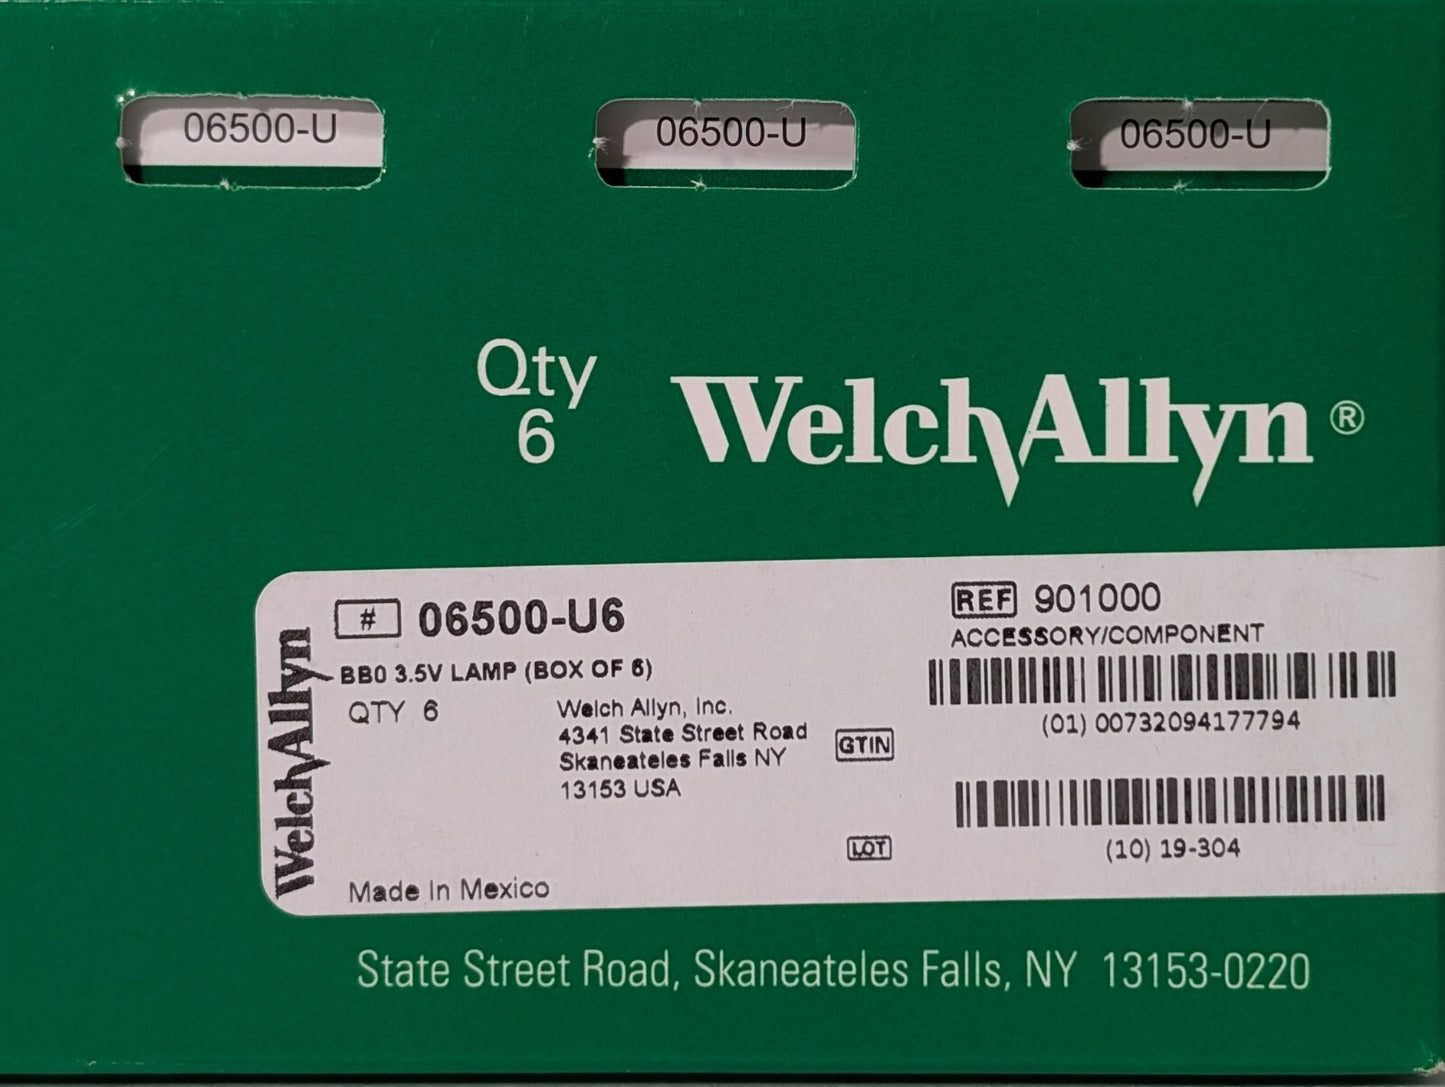 06500-U 06500-U 06500-U
Qty
6
WelchAllyn®
WelchAllyn
# 06500-U6
BB0 3.5V LAMP (BOX OF 6)
QTY 6
Welch Allyn, Inc.
4341 State Street Road
Skaneateles Falls NY
13153 USA
Made In Mexico
REF 901000
ACCESSORY/COMPONENT
GTIN
(01) 00732094177794
LOT
(10) 19-304
State Street Road, Skaneateles Falls, NY 13153-0220